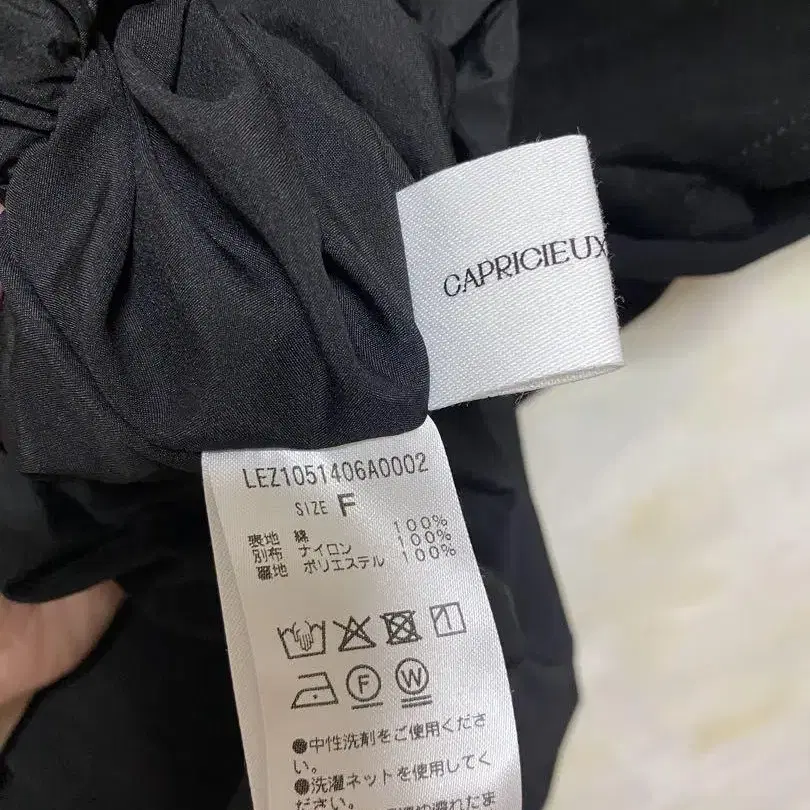 CAPRICIEUX
LEZ1051406A0002
SIZE F
表地 綿 100%
別布 ナイロン 100%
裏地 ポリエステル 100%
F W
●中性洗剤をご使用くださ
い。
●洗濯ネットを使用してく
ださい。